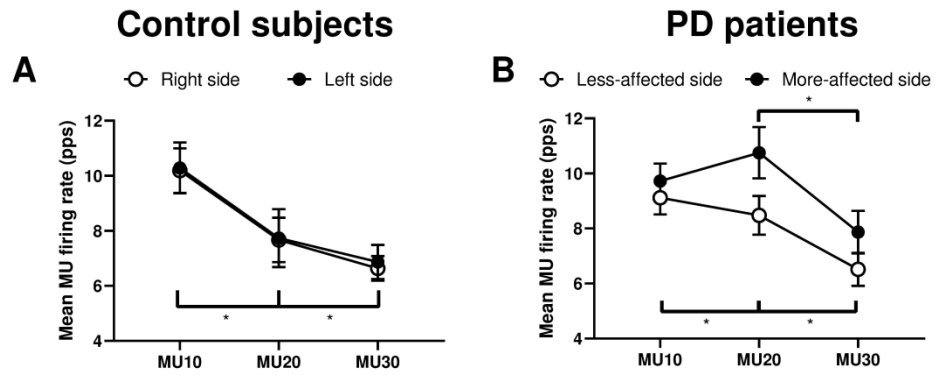 Control subjects
PD patients
A
Right side
Left side
B
Less-affected side
More-affected side
Mean MU firing rate (pps)
12
10
8
6
4
*
*
MU10
MU20
MU30
Mean MU firing rate (pps)
12
10
8
6
4
*
*
*
MU10
MU20
MU30